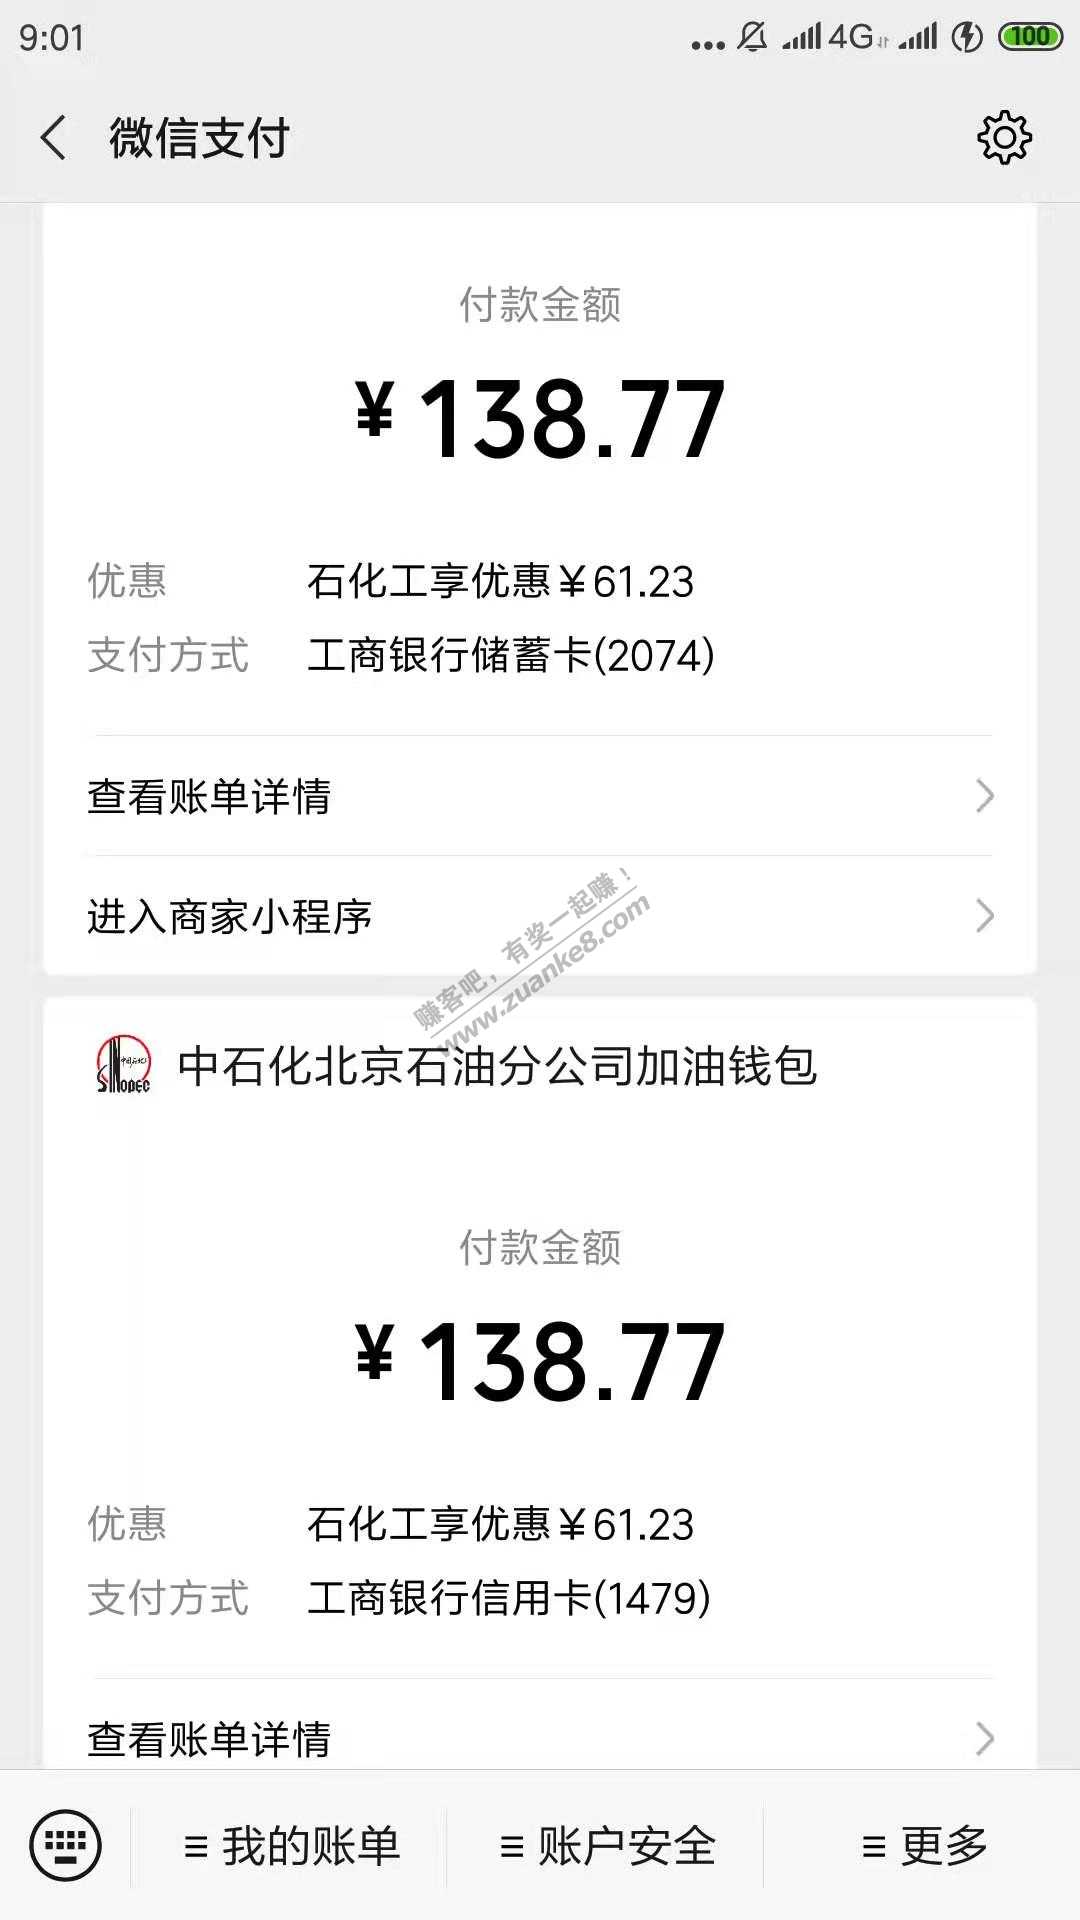 9:01
4G
100
微信支付
付款金额
¥138.77
优惠 石化工享优惠¥61.23
支付方式 工商银行储蓄卡(2074)
查看账单详情
进入商家小程序
赚客吧，有奖一起赚！
www.zuanke8.com
中国石化
SINOPEC
中石化北京石油分公司加油钱包
付款金额
¥138.77
优惠 石化工享优惠¥61.23
支付方式 工商银行信用卡(1479)
查看账单详情
我的账单 账户安全 更多